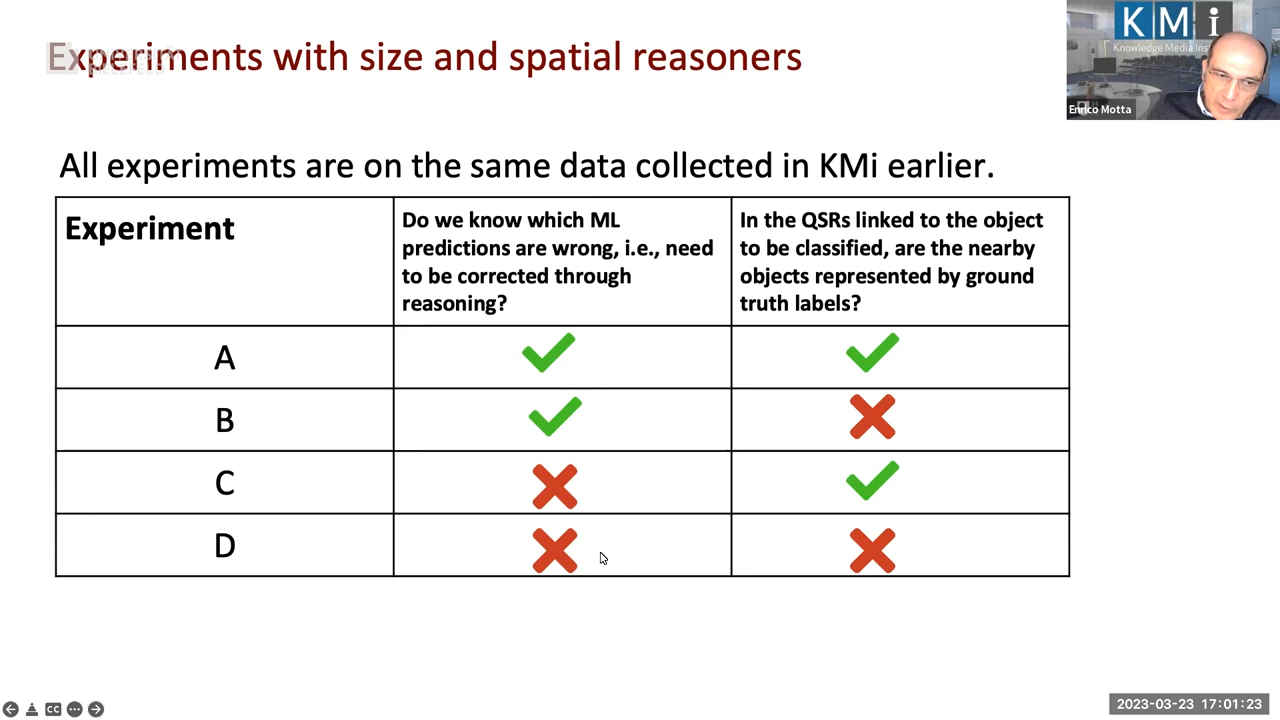 Experiments with size and spatial reasoners
KMi
Knowledge Media Ins
Enrico Motta
All experiments are on the same data collected in KMi earlier.
Experiment
Do we know which ML
predictions are wrong, i.e., need
to be corrected through
reasoning?
In the QSRs linked to the object
to be classified, are the nearby
objects represented by ground
truth labels?
A
B
C
D
CC
2023-03-23 17:01:23